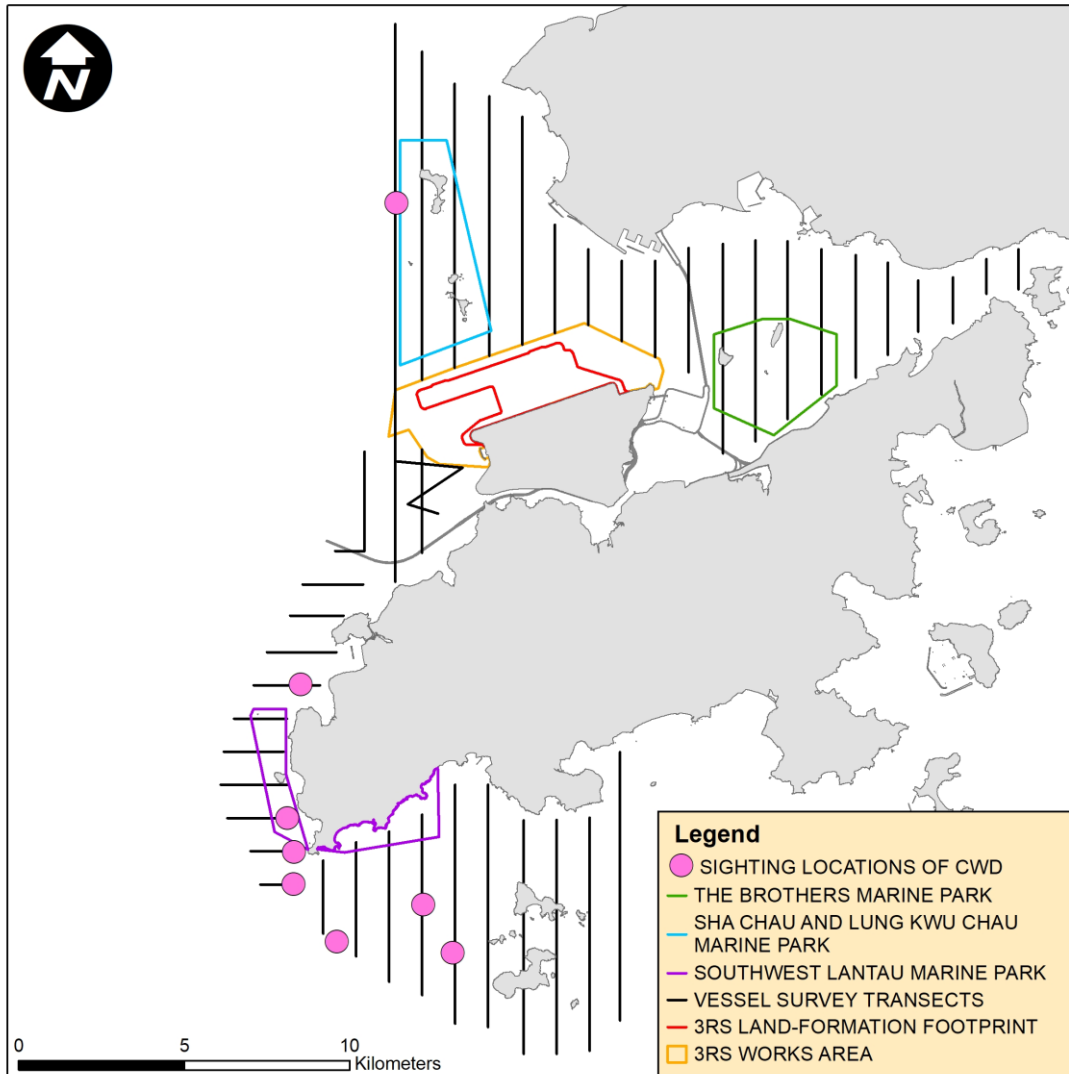 N
Legend
SIGHTING LOCATIONS OF CWD
THE BROTHERS MARINE PARK
SHA CHAU AND LUNG KWU CHAU
MARINE PARK
SOUTHWEST LANTAU MARINE PARK
VESSEL SURVEY TRANSECTS
3RS LAND-FORMATION FOOTPRINT
3RS WORKS AREA
0 5 10
Kilometers